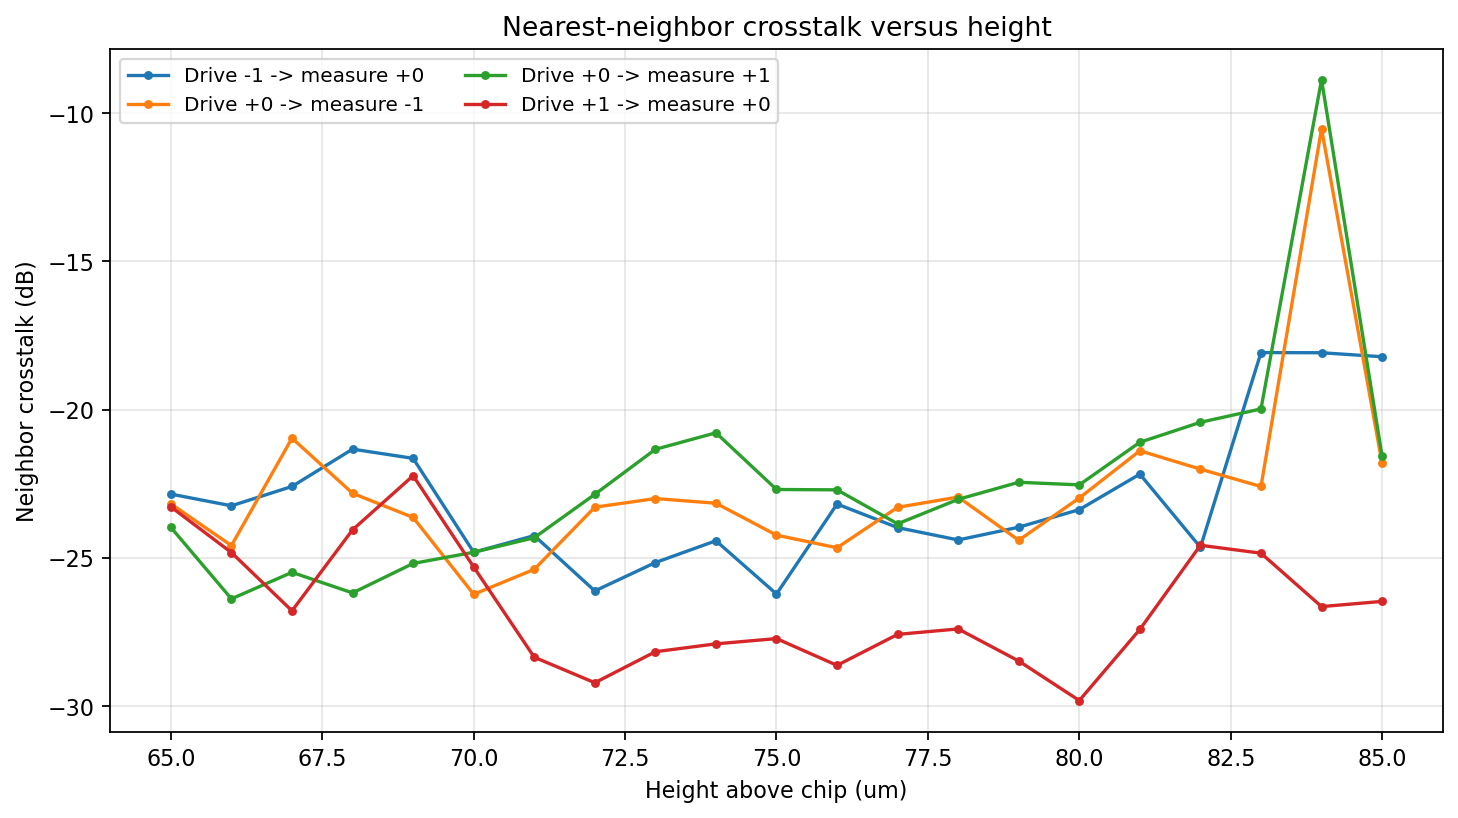 Nearest-neighbor crosstalk versus height
Drive -1 -> measure +0
Drive +0 -> measure -1
Drive +0 -> measure +1
Drive +1 -> measure +0
Neighbor crosstalk (dB)
−10
−15
−20
−25
−30
65.0 67.5 70.0 72.5 75.0 77.5 80.0 82.5 85.0
Height above chip (um)